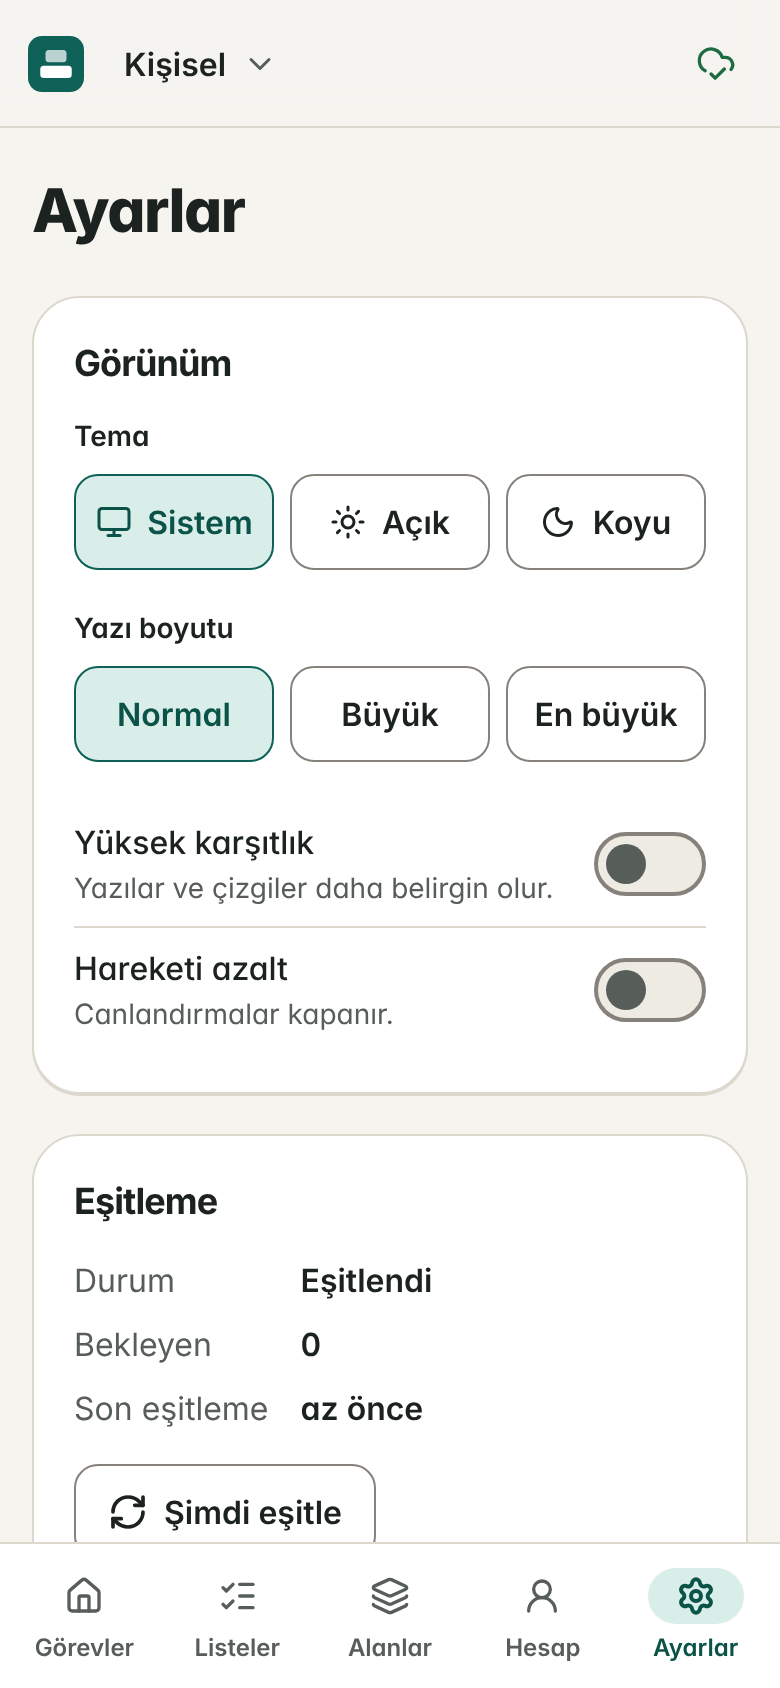 Kişisel
Ayarlar
Görünüm
Tema
Sistem
Açık
Koyu
Yazı boyutu
Normal
Büyük
En büyük
Yüksek karşıtlık
Yazılar ve çizgiler daha belirgin olur.
Hareketi azalt
Canlandırmalar kapanır.
Eşitleme
Durum Eşitlendi
Bekleyen 0
Son eşitleme az önce
Şimdi eşitle
Görevler
Listeler
Alanlar
Hesap
Ayarlar